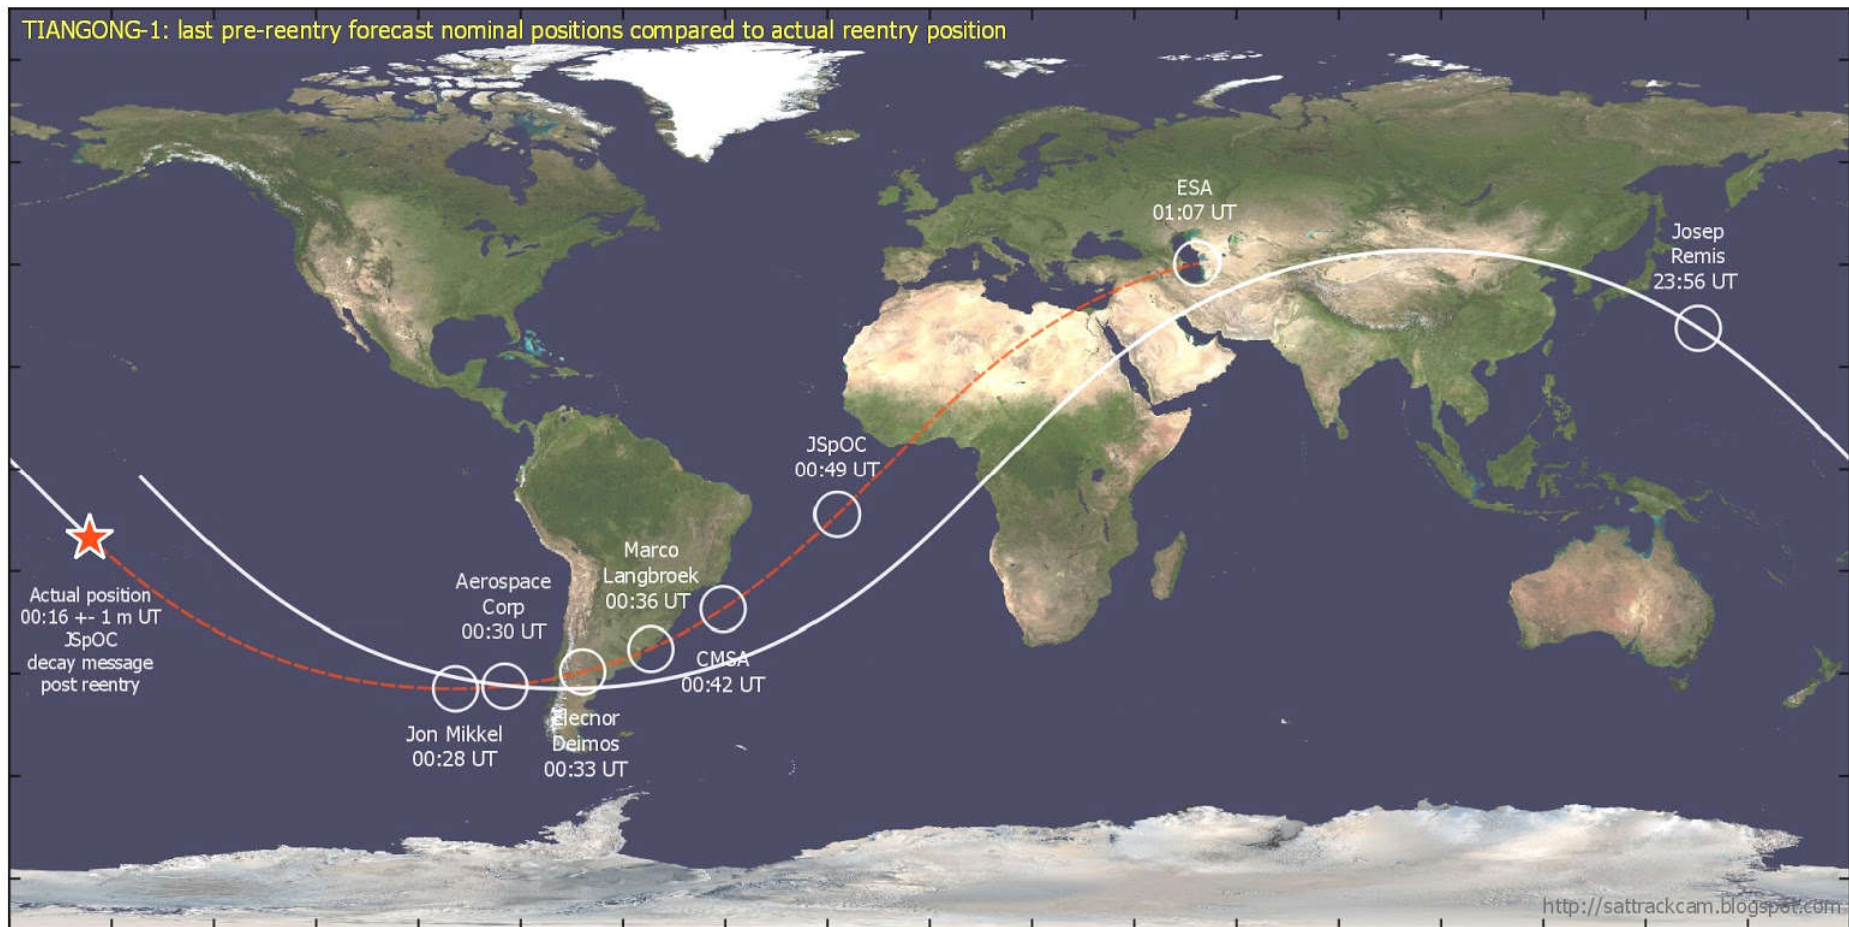 TIANGONG-1: last pre-reentry forecast nominal positions compared to actual reentry position
ESA
01:07 UT
Josep
Remis
23:56 UT
JSpOC
00:49 UT
Marco
Langbroek
00:36 UT
Aerospace
Corp
00:30 UT
Actual position
00:16 +- 1 m UT
JSpOC
decay message
post reentry
CMSA
00:42 UT
Jon Mikkel
00:28 UT
Elecnor
Deimos
00:33 UT
http://sattrackcam.blogspot.com